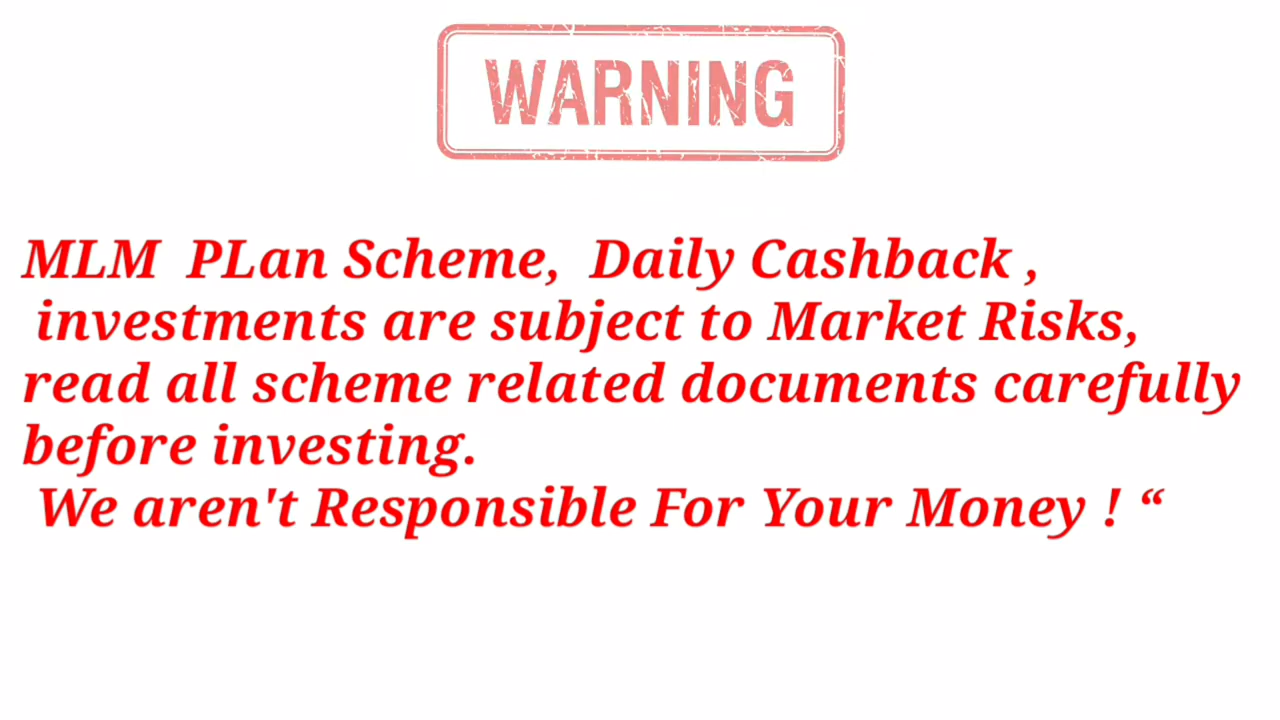 WARNING
MLM PLan Scheme, Daily Cashback ,
investments are subject to Market Risks,
read all scheme related documents carefully
before investing.
We aren't Responsible For Your Money ! “